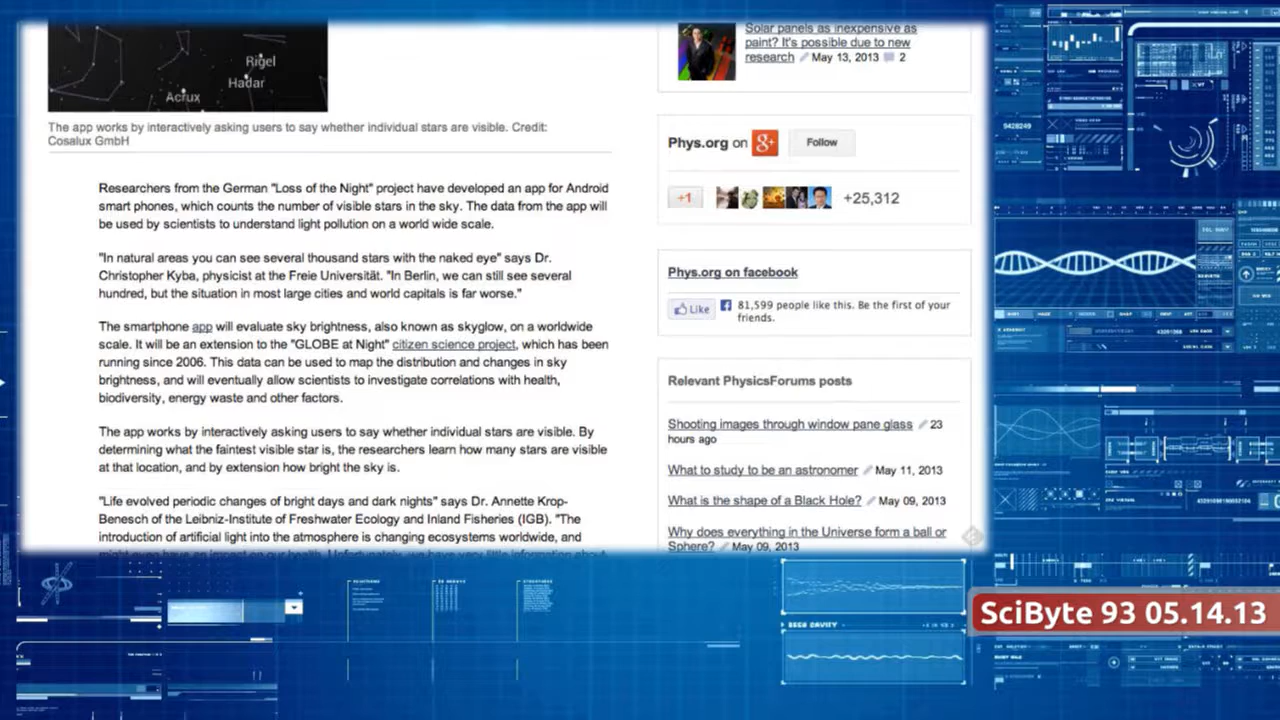 Rigel
Hadar
Acrux
The app works by interactively asking users to say whether individual stars are visible. Credit:
Cosalux GmbH
Researchers from the German "Loss of the Night" project have developed an app for Android
smart phones, which counts the number of visible stars in the sky. The data from the app will
be used by scientists to understand light pollution on a world wide scale.
"In natural areas you can see several thousand stars with the naked eye" says Dr.
Christopher Kyba, physicist at the Freie Universität. "In Berlin, we can still see several
hundred, but the situation in most large cities and world capitals is far worse."
The smartphone app will evaluate sky brightness, also known as skyglow, on a worldwide
scale. It will be an extension to the "GLOBE at Night" citizen science project, which has been
running since 2006. This data can be used to map the distribution and changes in sky
brightness, and will eventually allow scientists to investigate correlations with health,
biodiversity, energy waste and other factors.
The app works by interactively asking users to say whether individual stars are visible. By
determining what the faintest visible star is, the researchers learn how many stars are visible
at that location, and by extension how bright the sky is.
"Life evolved periodic changes of bright days and dark nights" says Dr. Annette Krop-
Benesch of the Leibniz-Institute of Freshwater Ecology and Inland Fisheries (IGB). "The
introduction of artificial light into the atmosphere is changing ecosystems worldwide, and
might even have an impact on our health. Unfortunately, we have very little information about
Solar panels as inexpensive as
paint? It's possible due to new
research May 13, 2013 2
Phys.org on g+ Follow
+1 +25,312
Phys.org on facebook
Like 81,599 people like this. Be the first of your
friends.
Relevant PhysicsForums posts
Shooting images through window pane glass 23
hours ago
What to study to be an astronomer May 11, 2013
What is the shape of a Black Hole? May 09, 2013
Why does everything in the Universe form a ball or
Sphere? May 09, 2013
9428249
SciByte 93 05.14.13